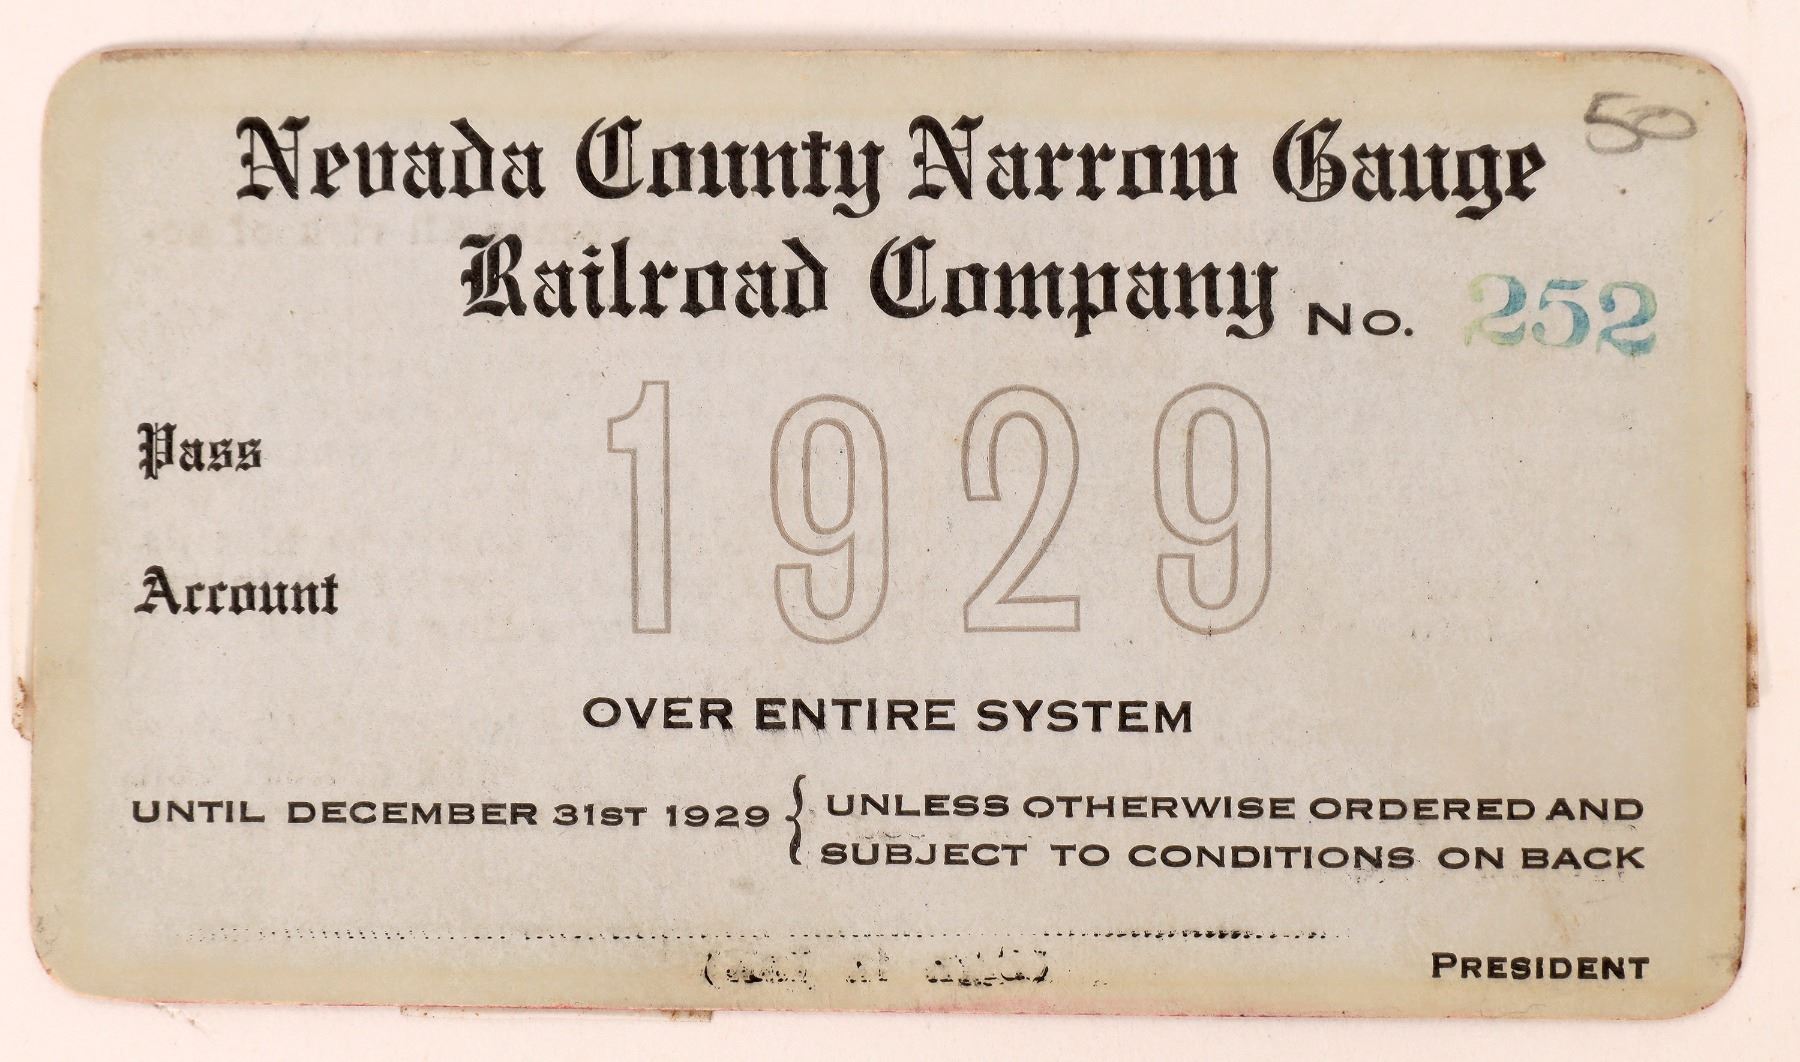 50
Nevada County Narrow Gauge
Railroad Company No. 252
1929
Pass
Account
OVER ENTIRE SYSTEM
UNTIL DECEMBER 31ST 1929 { UNLESS OTHERWISE ORDERED AND
SUBJECT TO CONDITIONS ON BACK
PRESIDENT